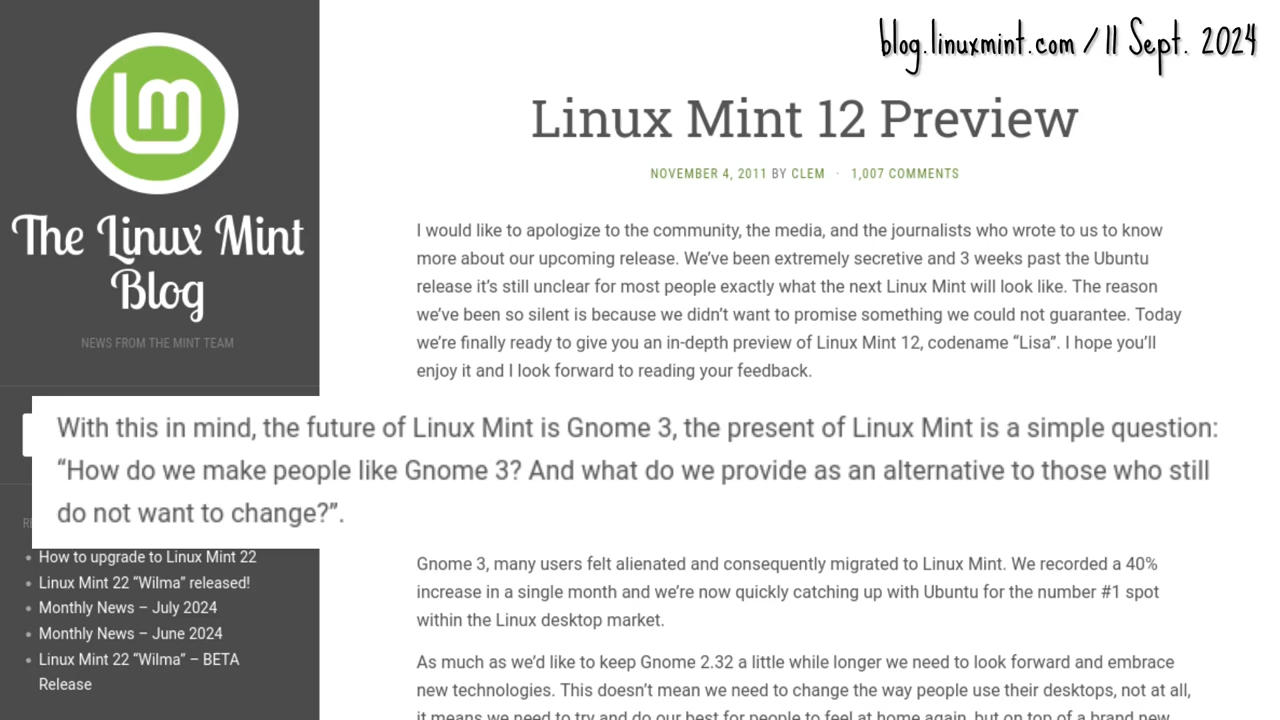 blog.linuxmint.com / 11 Sept. 2024
Lm
The Linux Mint
Blog
NEWS FROM THE MINT TEAM
Linux Mint 12 Preview
NOVEMBER 4, 2011 BY CLEM · 1,007 COMMENTS
I would like to apologize to the community, the media, and the journalists who wrote to us to know
more about our upcoming release. We’ve been extremely secretive and 3 weeks past the Ubuntu
release it’s still unclear for most people exactly what the next Linux Mint will look like. The reason
we’ve been so silent is because we didn’t want to promise something we could not guarantee. Today
we’re finally ready to give you an in-depth preview of Linux Mint 12, codename “Lisa”. I hope you’ll
enjoy it and I look forward to reading your feedback.
With this in mind, the future of Linux Mint is Gnome 3, the present of Linux Mint is a simple question:
“How do we make people like Gnome 3? And what do we provide as an alternative to those who still
do not want to change?”.
• How to upgrade to Linux Mint 22
• Linux Mint 22 “Wilma” released!
• Monthly News – July 2024
• Monthly News – June 2024
• Linux Mint 22 “Wilma” – BETA
Release
Gnome 3, many users felt alienated and consequently migrated to Linux Mint. We recorded a 40%
increase in a single month and we’re now quickly catching up with Ubuntu for the number #1 spot
within the Linux desktop market.
As much as we’d like to keep Gnome 2.32 a little while longer we need to look forward and embrace
new technologies. This doesn’t mean we need to change the way people use their desktops, not at all,
it means we need to try and do our best for people to feel at home again, but on top of a brand new